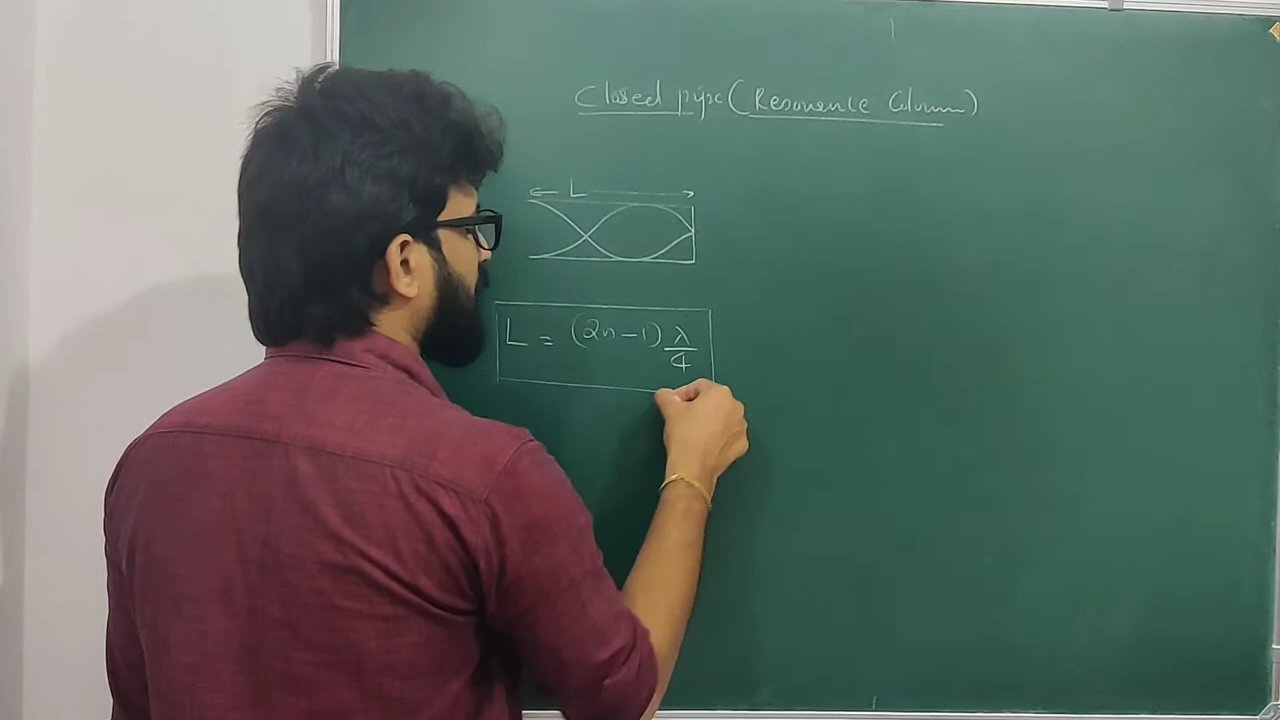 Closed pipe (Resonance Column)
L
L = (2n-1) λ/4